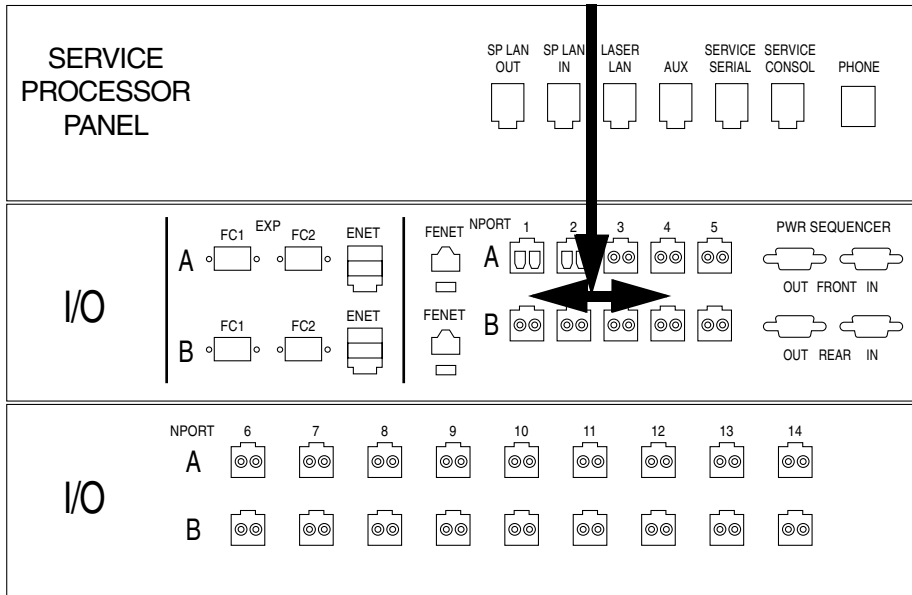 SERVICE
PROCESSOR
PANEL
SP LAN
OUT
SP LAN
IN
LASER
LAN
AUX
SERVICE
SERIAL
SERVICE
CONSOL
PHONE
I/O
EXP
A FC1 FC2 ENET
B FC1 FC2 ENET
FENET
FENET
NPORT 1 2 3 4 5
A
B
PWR SEQUENCER
OUT FRONT IN
OUT REAR IN
I/O
NPORT 6 7 8 9 10 11 12 13 14
A
B